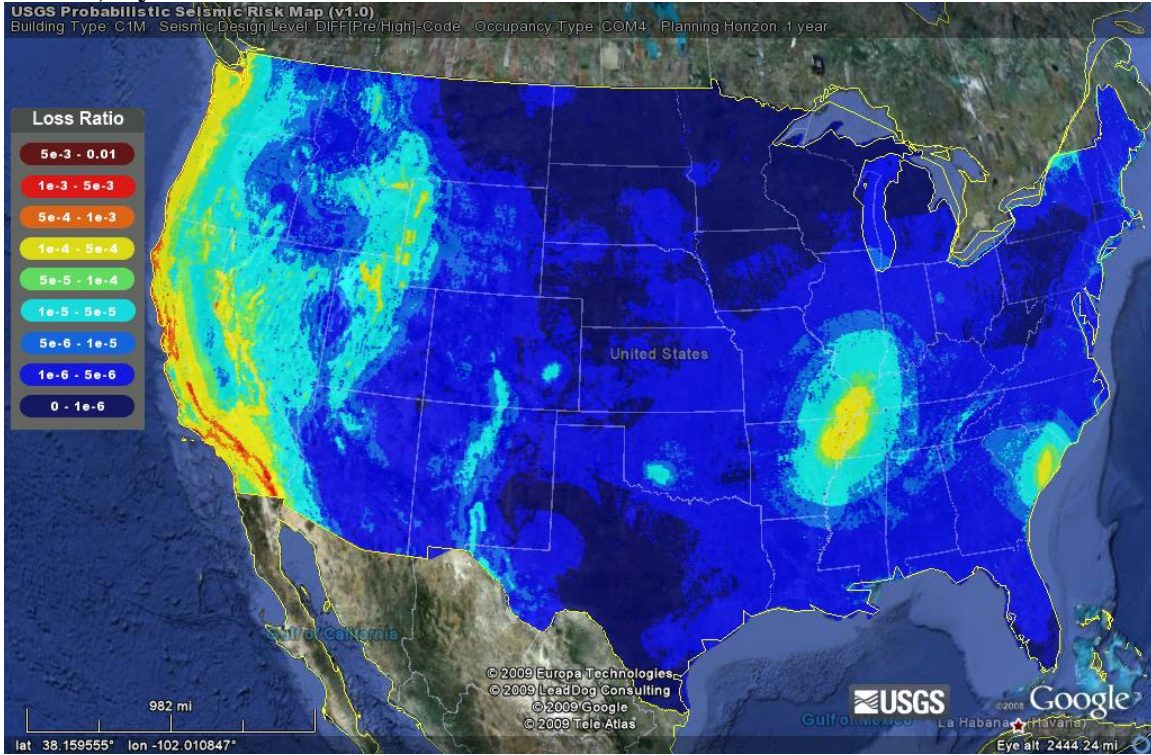 USGS Probabilistic Seismic Risk Map (v1.0)
Building Type: C1M Seismic Design Level: DIFF[Pre/High]-Code Occupancy Type: COM4 Planning Horizon: 1 year
Loss Ratio
5e-3 - 0.01
1e-3 - 5e-3
5e-4 - 1e-3
1e-4 - 5e-4
5e-5 - 1e-4
1e-5 - 5e-5
5e-6 - 1e-5
1e-6 - 5e-6
0 - 1e-6
United States
Gulf of California
© 2009 Europa Technologies
© 2009 LeadDog Consulting
© 2009 Google
© 2009 Tele Atlas
USGS
©2008 Google™
Gulf of Mexico
La Habana (Havana)
982 mi
lat 38.159555° lon -102.010847°
Eye alt 2444.24 mi